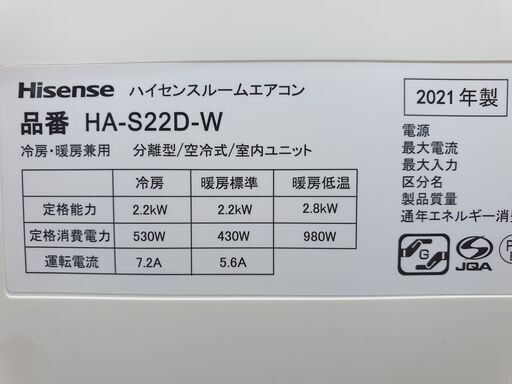 Hisense ハイセンスルームエアコン
品番 HA-S22D-W
冷房・暖房兼用 分離型/空冷式/室内ユニット
冷房 暖房標準 暖房低温
定格能力 2.2kW 2.2kW 2.8kW
定格消費電力 530W 430W 980W
運転電流 7.2A 5.6A
2021年製
電源
最大電流
最大入力
区分名
製品質量
通年エネルギー消
G JQA